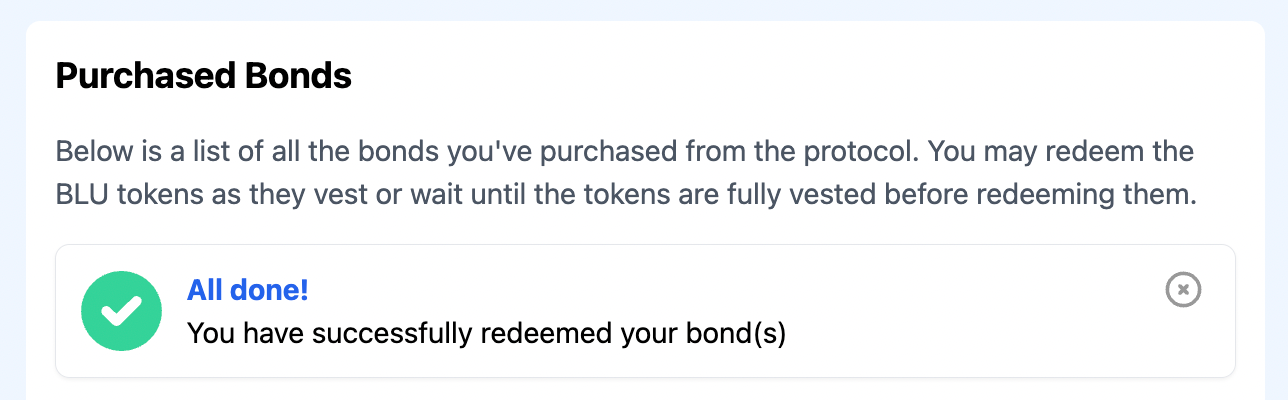 Purchased Bonds
Below is a list of all the bonds you've purchased from the protocol. You may redeem the
BLU tokens as they vest or wait until the tokens are fully vested before redeeming them.
All done!
You have successfully redeemed your bond(s)